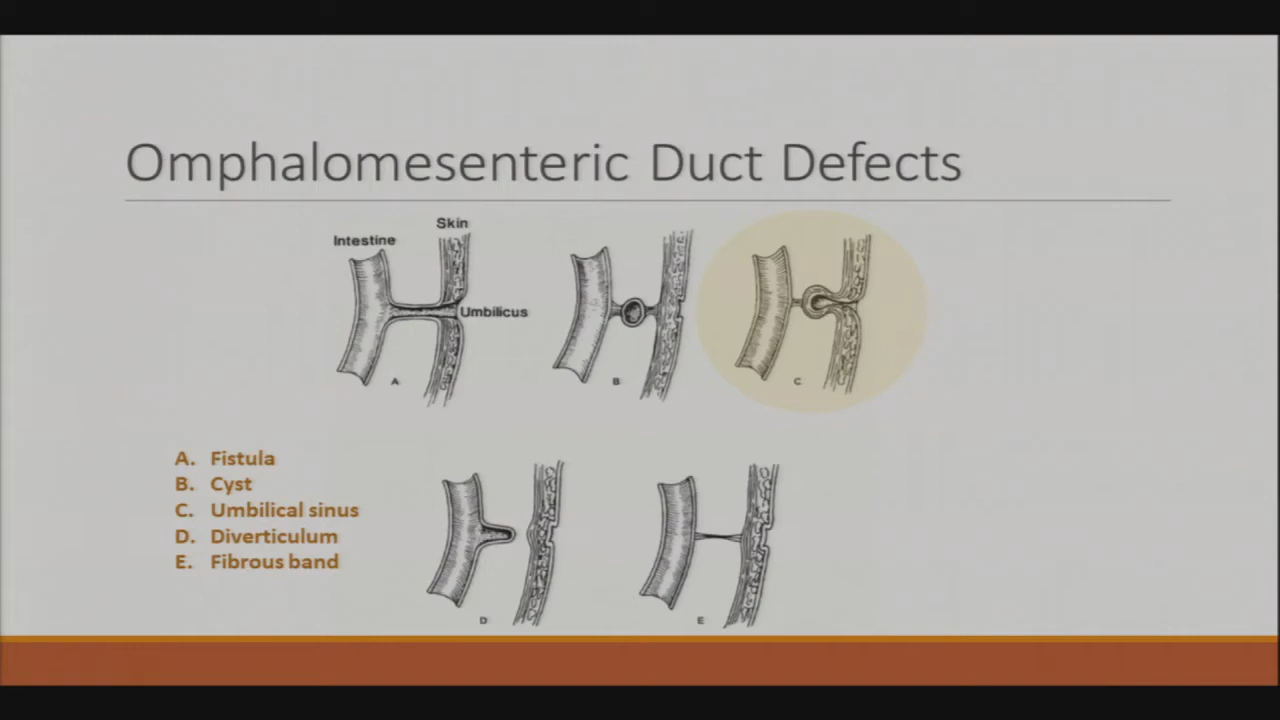 Omphalomesenteric Duct Defects
Skin
Intestine
Umbilicus
A
B
C
A. Fistula
B. Cyst
C. Umbilical sinus
D. Diverticulum
E. Fibrous band
D
E